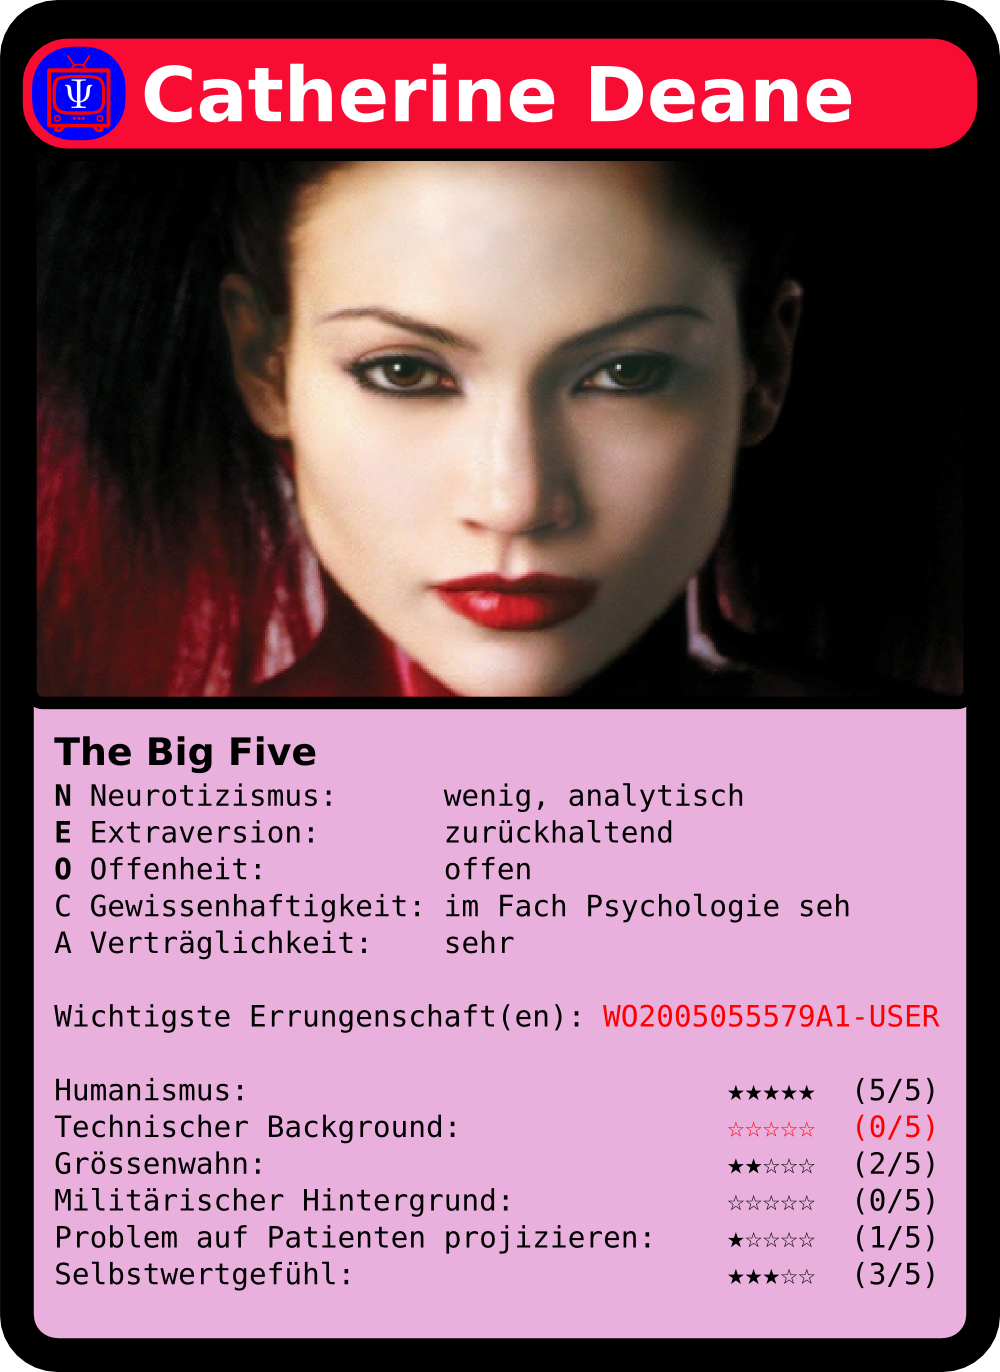 Ψ Catherine Deane
The Big Five
N Neurotizismus: wenig, analytisch
E Extraversion: zurückhaltend
O Offenheit: offen
C Gewissenhaftigkeit: im Fach Psychologie seh
A Verträglichkeit: sehr
Wichtigste Errungenschaft(en): WO2005055579A1-USER
Humanismus: ★★★★★ (5/5)
Technischer Background: ☆☆☆☆☆ (0/5)
Grössenwahn: ★★☆☆☆ (2/5)
Militärischer Hintergrund: ☆☆☆☆☆ (0/5)
Problem auf Patienten projizieren: ★☆☆☆☆ (1/5)
Selbstwertgefühl: ★★★☆☆ (3/5)